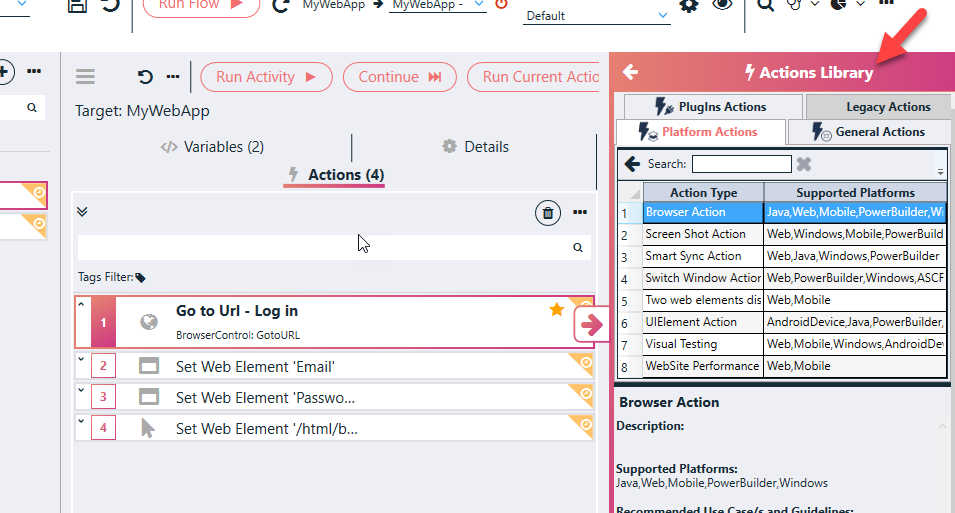 Run Flow
MyWebApp
MyWebApp -
Default
Run Activity
Continue
Run Current Actio
Target: MyWebApp
Variables (2)
Details
Actions (4)
Tags Filter:
1
Go to Url - Log in
BrowserControl: GotoURL
2
Set Web Element 'Email'
3
Set Web Element 'Passwo...
4
Set Web Element '/html/b...
Actions Library
PlugIns Actions
Legacy Actions
Platform Actions
General Actions
Search:
Action Type Supported Platforms
1 Browser Action Java,Web,Mobile,PowerBuilder,Wi
2 Screen Shot Action Web,Windows,Mobile,PowerBuild
3 Smart Sync Action Web,Java,Windows,PowerBuilder
4 Switch Window Action Web,PowerBuilder,Windows,ASCF
5 Two web elements dis Web,Mobile
6 UIElement Action AndroidDevice,Java,PowerBuilder,
7 Visual Testing Web,Mobile,Windows,AndroidDev
8 WebSite Performance Web,Mobile
Browser Action
Description:
Supported Platforms:
Java,Web,Mobile,PowerBuilder,Windows
Recommended Use Case/s and Guidelines: